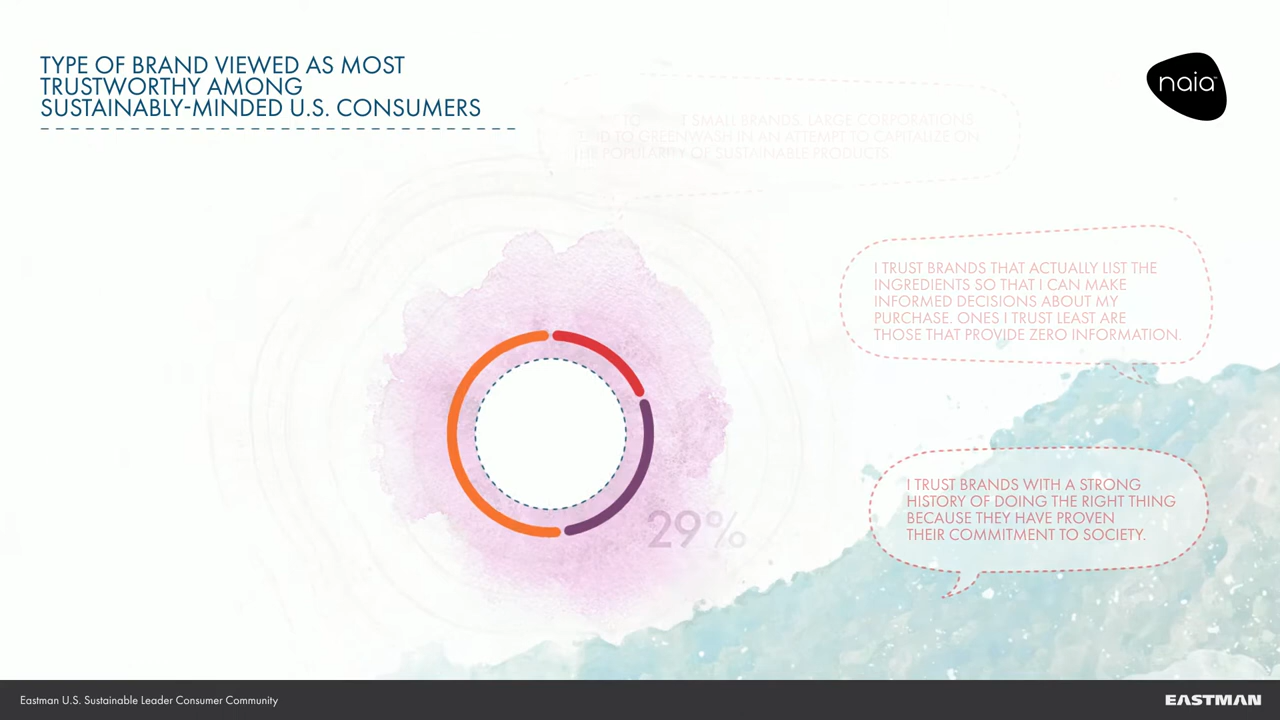 TYPE OF BRAND VIEWED AS MOST
TRUSTWORTHY AMONG
SUSTAINABLY-MINDED U.S. CONSUMERS
naia™
TO T SMALL BRANDS. LARGE CORPORATIONS
TEND TO GREENWASH IN AN ATTEMPT TO CAPITALIZE ON
THE POPULARITY OF SUSTAINABLE PRODUCTS
I TRUST BRANDS THAT ACTUALLY LIST THE
INGREDIENTS SO THAT I CAN MAKE
INFORMED DECISIONS ABOUT MY
PURCHASE. ONES I TRUST LEAST ARE
THOSE THAT PROVIDE ZERO INFORMATION.
I TRUST BRANDS WITH A STRONG
HISTORY OF DOING THE RIGHT THING
BECAUSE THEY HAVE PROVEN
THEIR COMMITMENT TO SOCIETY.
29%
Eastman U.S. Sustainable Leader Consumer Community
EASTMAN